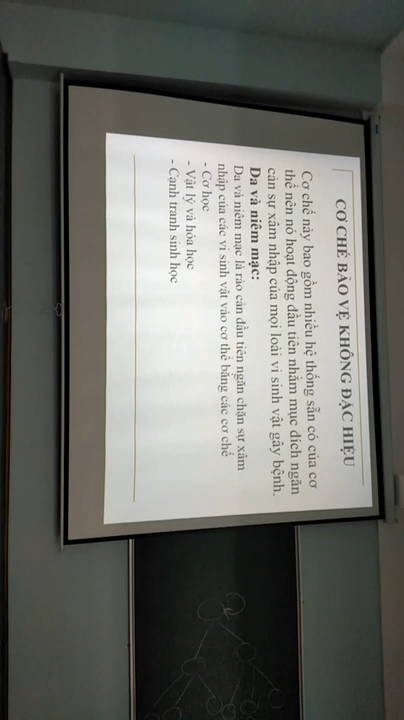 CƠ CHẾ BẢO VỆ KHÔNG ĐẶC HIỆU
Cơ chế này bao gồm nhiều hệ thống sẵn có của cơ
thể nên nó hoạt động đầu tiên nhằm mục đích ngăn
cản sự xâm nhập của mọi loài vi sinh vật gây bệnh.
Da và niêm mạc:
Da và niêm mạc là rào cản đầu tiên ngăn chặn sự xâm
nhập của các vi sinh vật vào cơ thể bằng các cơ chế
- Cơ học
- Vật lý và hóa học
- Cạnh tranh sinh học